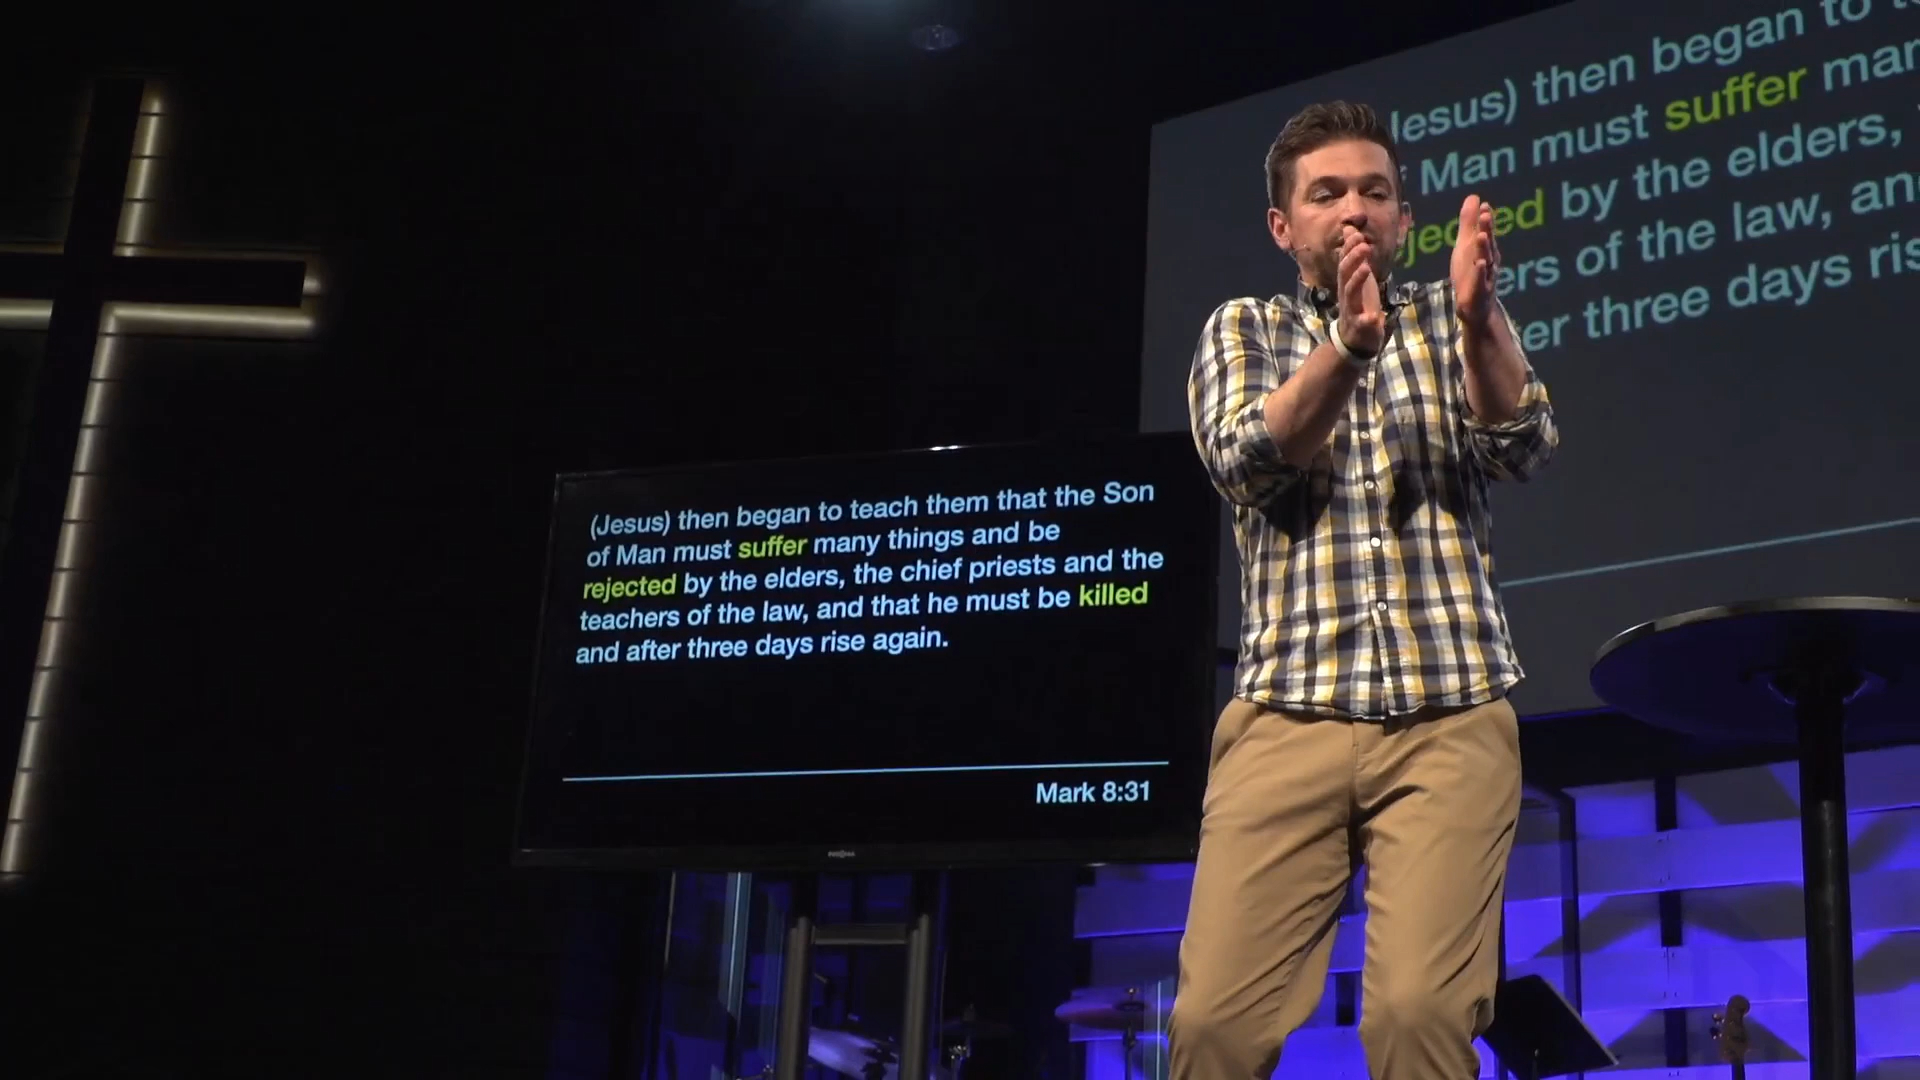 (Jesus) then began to teach them that the Son
of Man must suffer many things and be
rejected by the elders, the chief priests and the
teachers of the law, and that he must be killed
and after three days rise again.
Mark 8:31
INSIGNIA
Jesus) then began to
Man must suffer
by the elders,
of the law,
three days